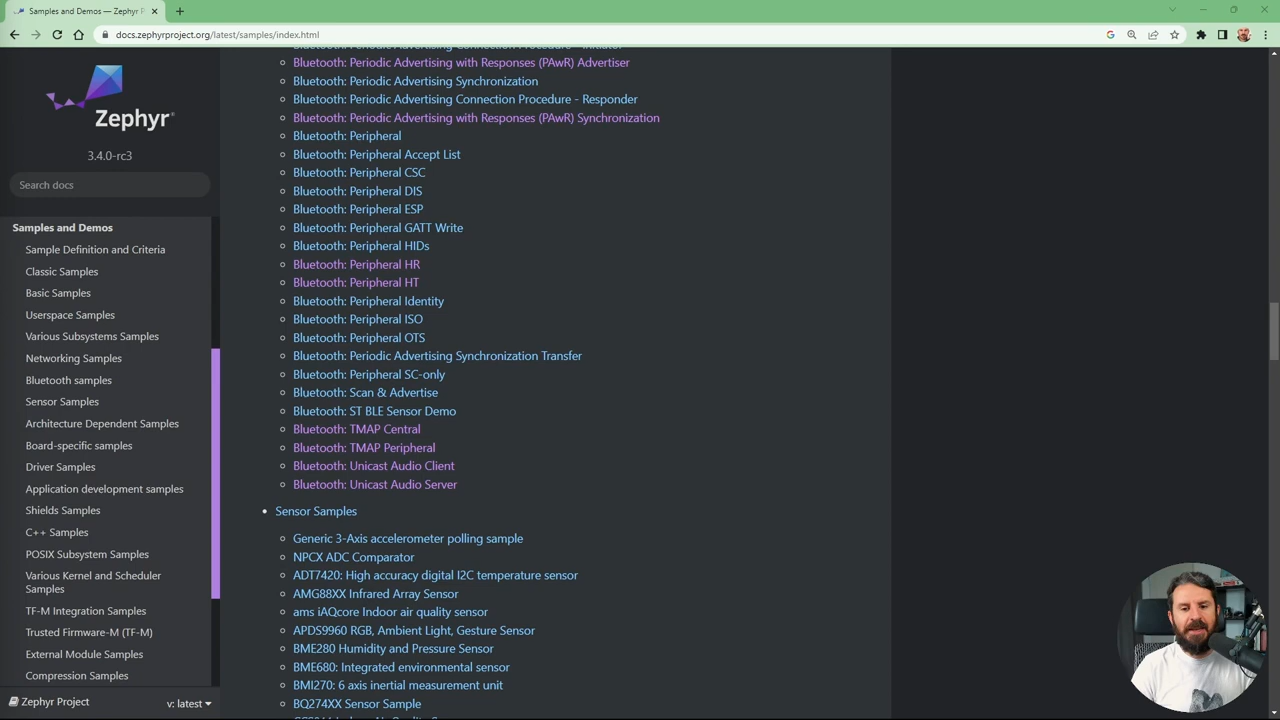 Samples and Demos — Zephyr P
docs.zephyrproject.org/latest/samples/index.html
Zephyr
3.4.0-rc3
Search docs
Samples and Demos
Sample Definition and Criteria
Classic Samples
Basic Samples
Userspace Samples
Various Subsystems Samples
Networking Samples
Bluetooth samples
Sensor Samples
Architecture Dependent Samples
Board-specific samples
Driver Samples
Application development samples
Shields Samples
C++ Samples
POSIX Subsystem Samples
Various Kernel and Scheduler
Samples
TF-M Integration Samples
Trusted Firmware-M (TF-M)
External Module Samples
Compression Samples
Zephyr Project
v: latest
Bluetooth: Periodic Advertising Connection Procedure - Initiator
Bluetooth: Periodic Advertising with Responses (PAwR) Advertiser
Bluetooth: Periodic Advertising Synchronization
Bluetooth: Periodic Advertising Connection Procedure - Responder
Bluetooth: Periodic Advertising with Responses (PAwR) Synchronization
Bluetooth: Peripheral
Bluetooth: Peripheral Accept List
Bluetooth: Peripheral CSC
Bluetooth: Peripheral DIS
Bluetooth: Peripheral ESP
Bluetooth: Peripheral GATT Write
Bluetooth: Peripheral HIDs
Bluetooth: Peripheral HR
Bluetooth: Peripheral HT
Bluetooth: Peripheral Identity
Bluetooth: Peripheral ISO
Bluetooth: Peripheral OTS
Bluetooth: Periodic Advertising Synchronization Transfer
Bluetooth: Peripheral SC-only
Bluetooth: Scan & Advertise
Bluetooth: ST BLE Sensor Demo
Bluetooth: TMAP Central
Bluetooth: TMAP Peripheral
Bluetooth: Unicast Audio Client
Bluetooth: Unicast Audio Server
Sensor Samples
Generic 3-Axis accelerometer polling sample
NPCX ADC Comparator
ADT7420: High accuracy digital I2C temperature sensor
AMG88XX Infrared Array Sensor
ams iAQcore Indoor air quality sensor
APDS9960 RGB, Ambient Light, Gesture Sensor
BME280 Humidity and Pressure Sensor
BME680: Integrated environmental sensor
BMI270: 6 axis inertial measurement unit
BQ274XX Sensor Sample